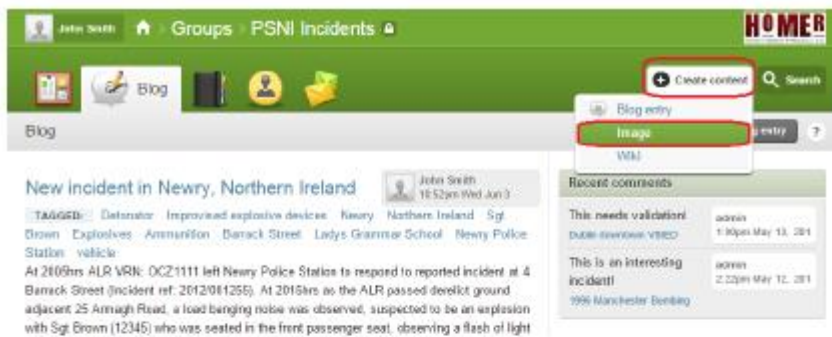 John Smith Groups PSNI Incidents
HOMER
Blog
Create content Search
Blog entry
Image
Wiki
Blog
entry ?
New incident in Newry, Northern Ireland
John Smith
10:52pm Wed Jun 3
TAGGED: Detonator Improvised explosive devices Newry Northern Ireland Sgt
Brown Explosives Ammunition Barrack Street Ladys Grammar School Newry Police
Station vehicle
At 2005hrs ALR VRN: OCZ1111 left Newry Police Station to respond to reported incident at 4
Barrack Street (Incident ref: 2012/081255). At 2015hrs as the ALR passed derelict ground
adjacent 25 Armagh Road, a load banging noise was observed, suspected to be an explosion
with Sgt Brown (12345) who was seated in the front passenger seat, observing a flash of light
Recent comments
This needs validation!
Dublin downtown VBIED
admin
1:90pm May 13, 201
This is an interesting
incident!
1996 Manchester Bombing
admin
2:22pm May 12, 201